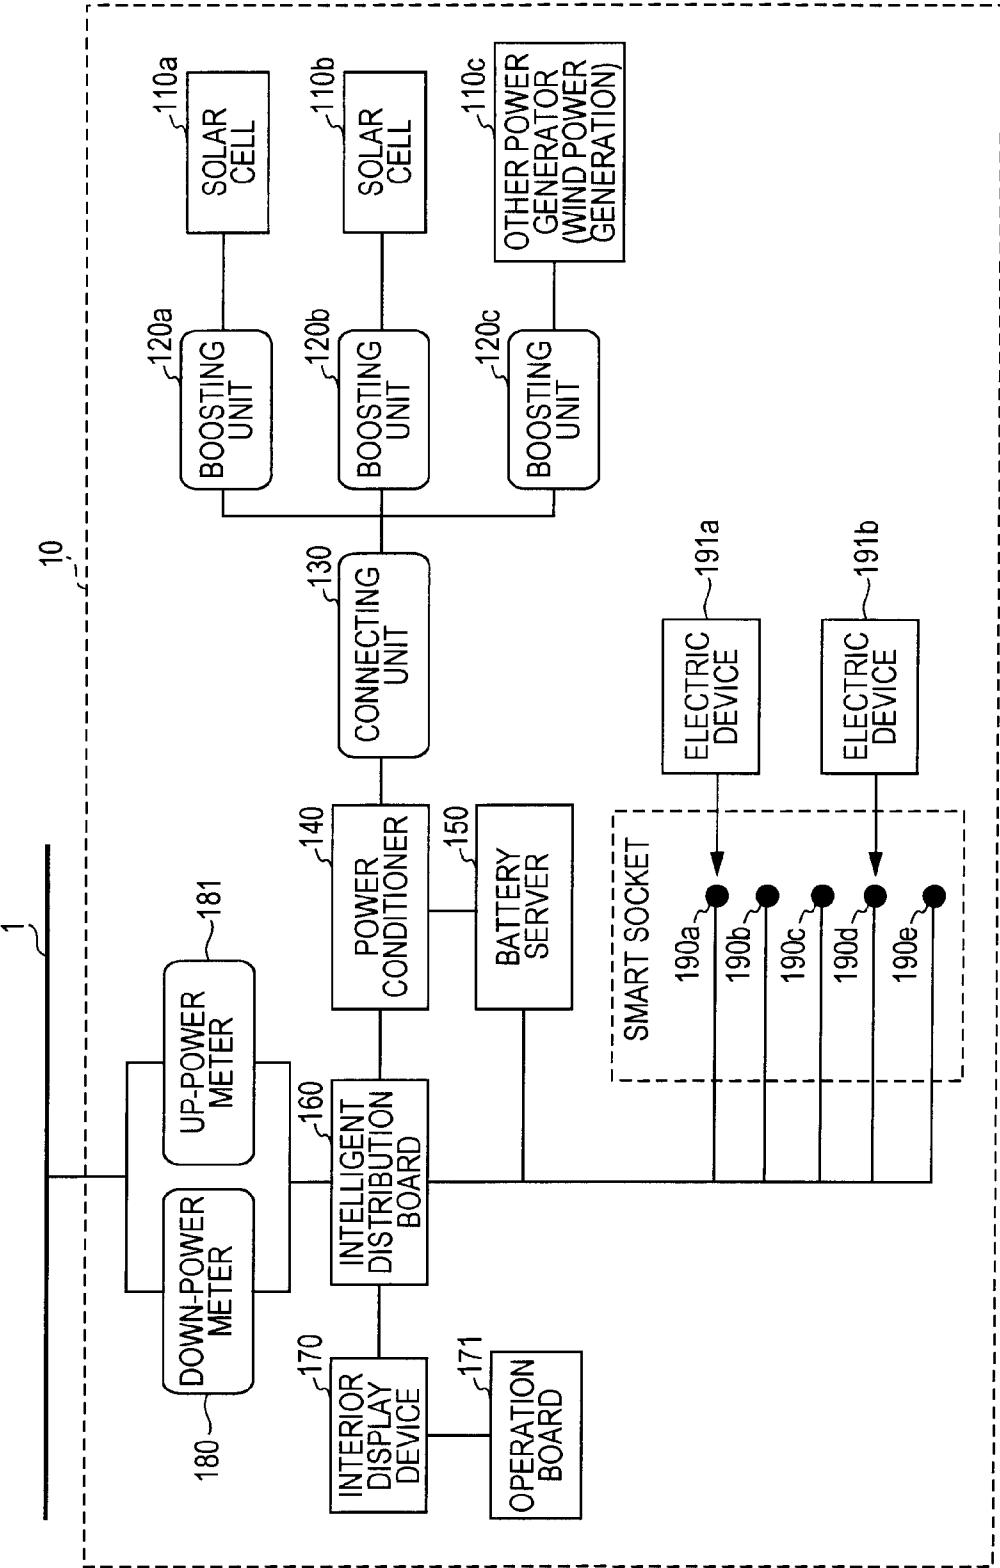 1
10
DOWN-POWER
METER
180
UP-POWER
METER
181
INTERIOR
DISPLAY
DEVICE
170
OPERATION
BOARD
171
INTELLIGENT
DISTRIBUTION
BOARD
160
POWER
CONDITIONER
140
BATTERY
SERVER
150
CONNECTING
UNIT
130
BOOSTING
UNIT
120a
BOOSTING
UNIT
120b
BOOSTING
UNIT
120c
SOLAR
CELL
110a
SOLAR
CELL
110b
OTHER POWER
GENERATOR
(WIND POWER
GENERATION)
110c
SMART SOCKET
190a
190b
190c
190d
190e
ELECTRIC
DEVICE
191a
ELECTRIC
DEVICE
191b